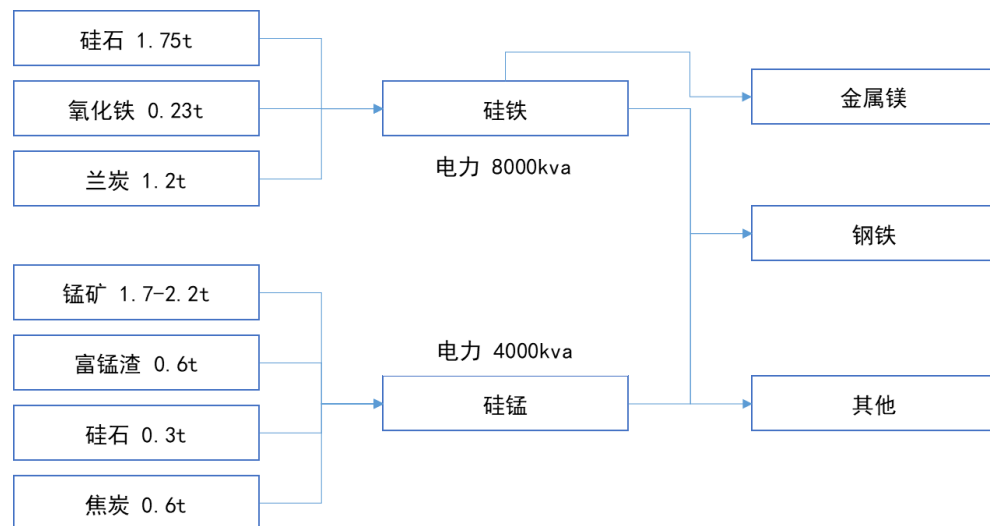 硅石 1.75t
氧化铁 0.23t
兰炭 1.2t
硅铁
电力 8000kva
金属镁
钢铁
锰矿 1.7-2.2t
富锰渣 0.6t
硅石 0.3t
焦炭 0.6t
电力 4000kva
硅锰
其他